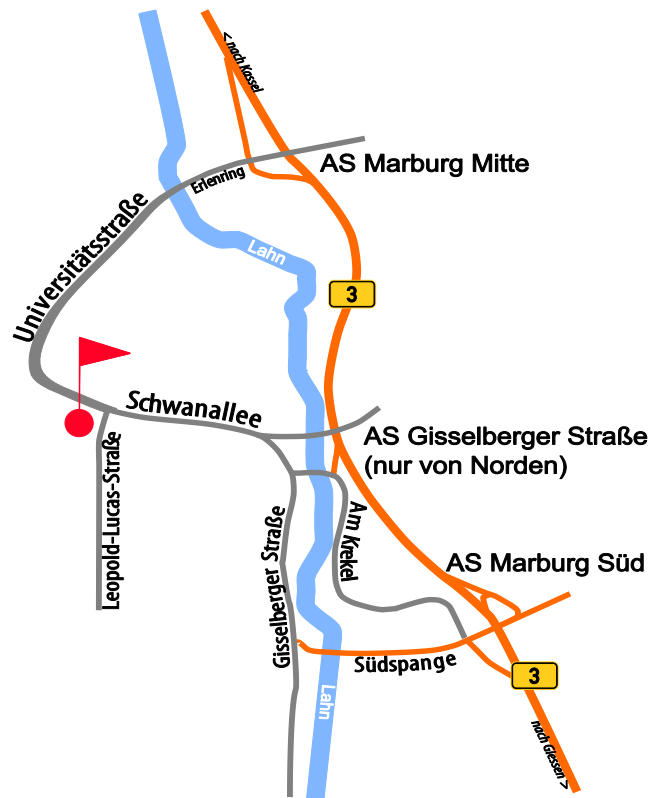 < nach Kassel
AS Marburg Mitte
Erlenring
Universitätsstraße
Lahn
3
Schwanallee
AS Gisselberger Straße
(nur von Norden)
Leopold-Lucas-Straße
Gisselberger Straße
Am Krekel
AS Marburg Süd
Südspange
3
Lahn
nach Giessen >